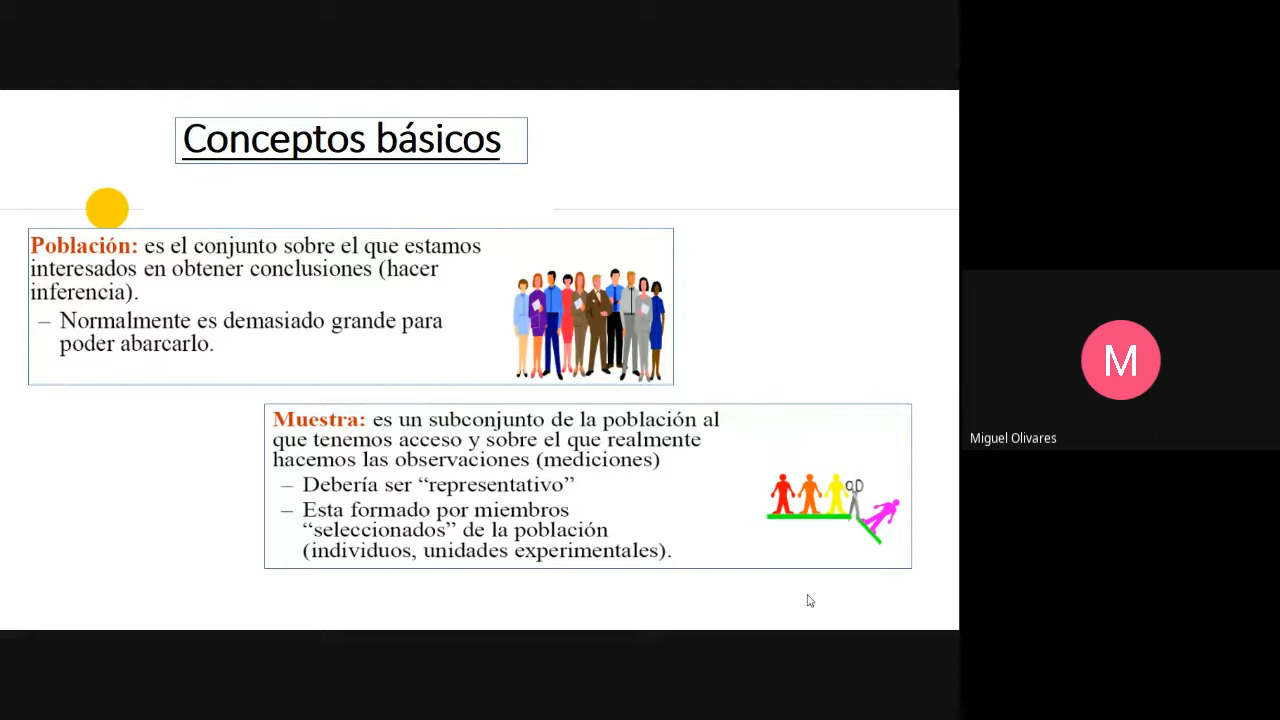 Conceptos básicos
Población: es el conjunto sobre el que estamos
interesados en obtener conclusiones (hacer
inferencia).
– Normalmente es demasiado grande para
poder abarcarlo.
Muestra: es un subconjunto de la población al
que tenemos acceso y sobre el que realmente
hacemos las observaciones (mediciones)
– Debería ser “representativo”
– Esta formado por miembros
“seleccionados” de la población
(individuos, unidades experimentales).
M
Miguel Olivares